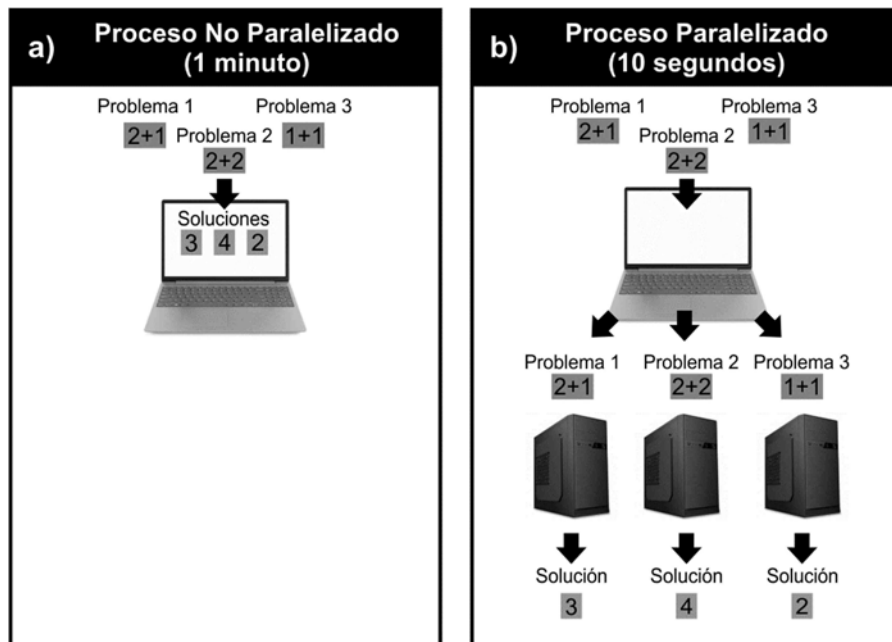 a)
Proceso No Paralelizado
(1 minuto)
Problema 1
Problema 3
2+1
Problema 2
1+1
2+2
Soluciones
3 4 2
b)
Proceso Paralelizado
(10 segundos)
Problema 1
Problema 3
2+1
Problema 2
1+1
2+2
Problema 1
Problema 2
Problema 3
2+1
2+2
1+1
Solución
Solución
Solución
3
4
2